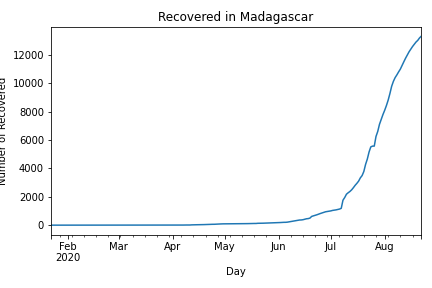 Recovered in Madagascar
Number of Recovered
12000
10000
8000
6000
4000
2000
0
Feb Mar Apr May Jun Jul Aug
2020
Day